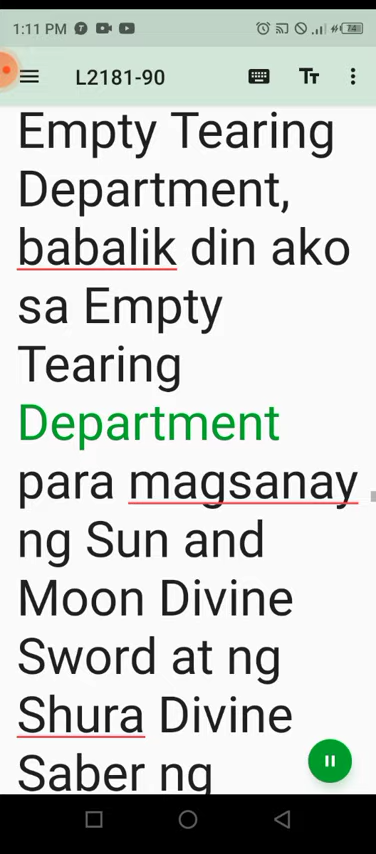 1:11 PM
74
L2181-90
Empty Tearing
Department,
babalik din ako
sa Empty
Tearing
Department
para magsanay
ng Sun and
Moon Divine
Sword at ng
Shura Divine
Saber ng